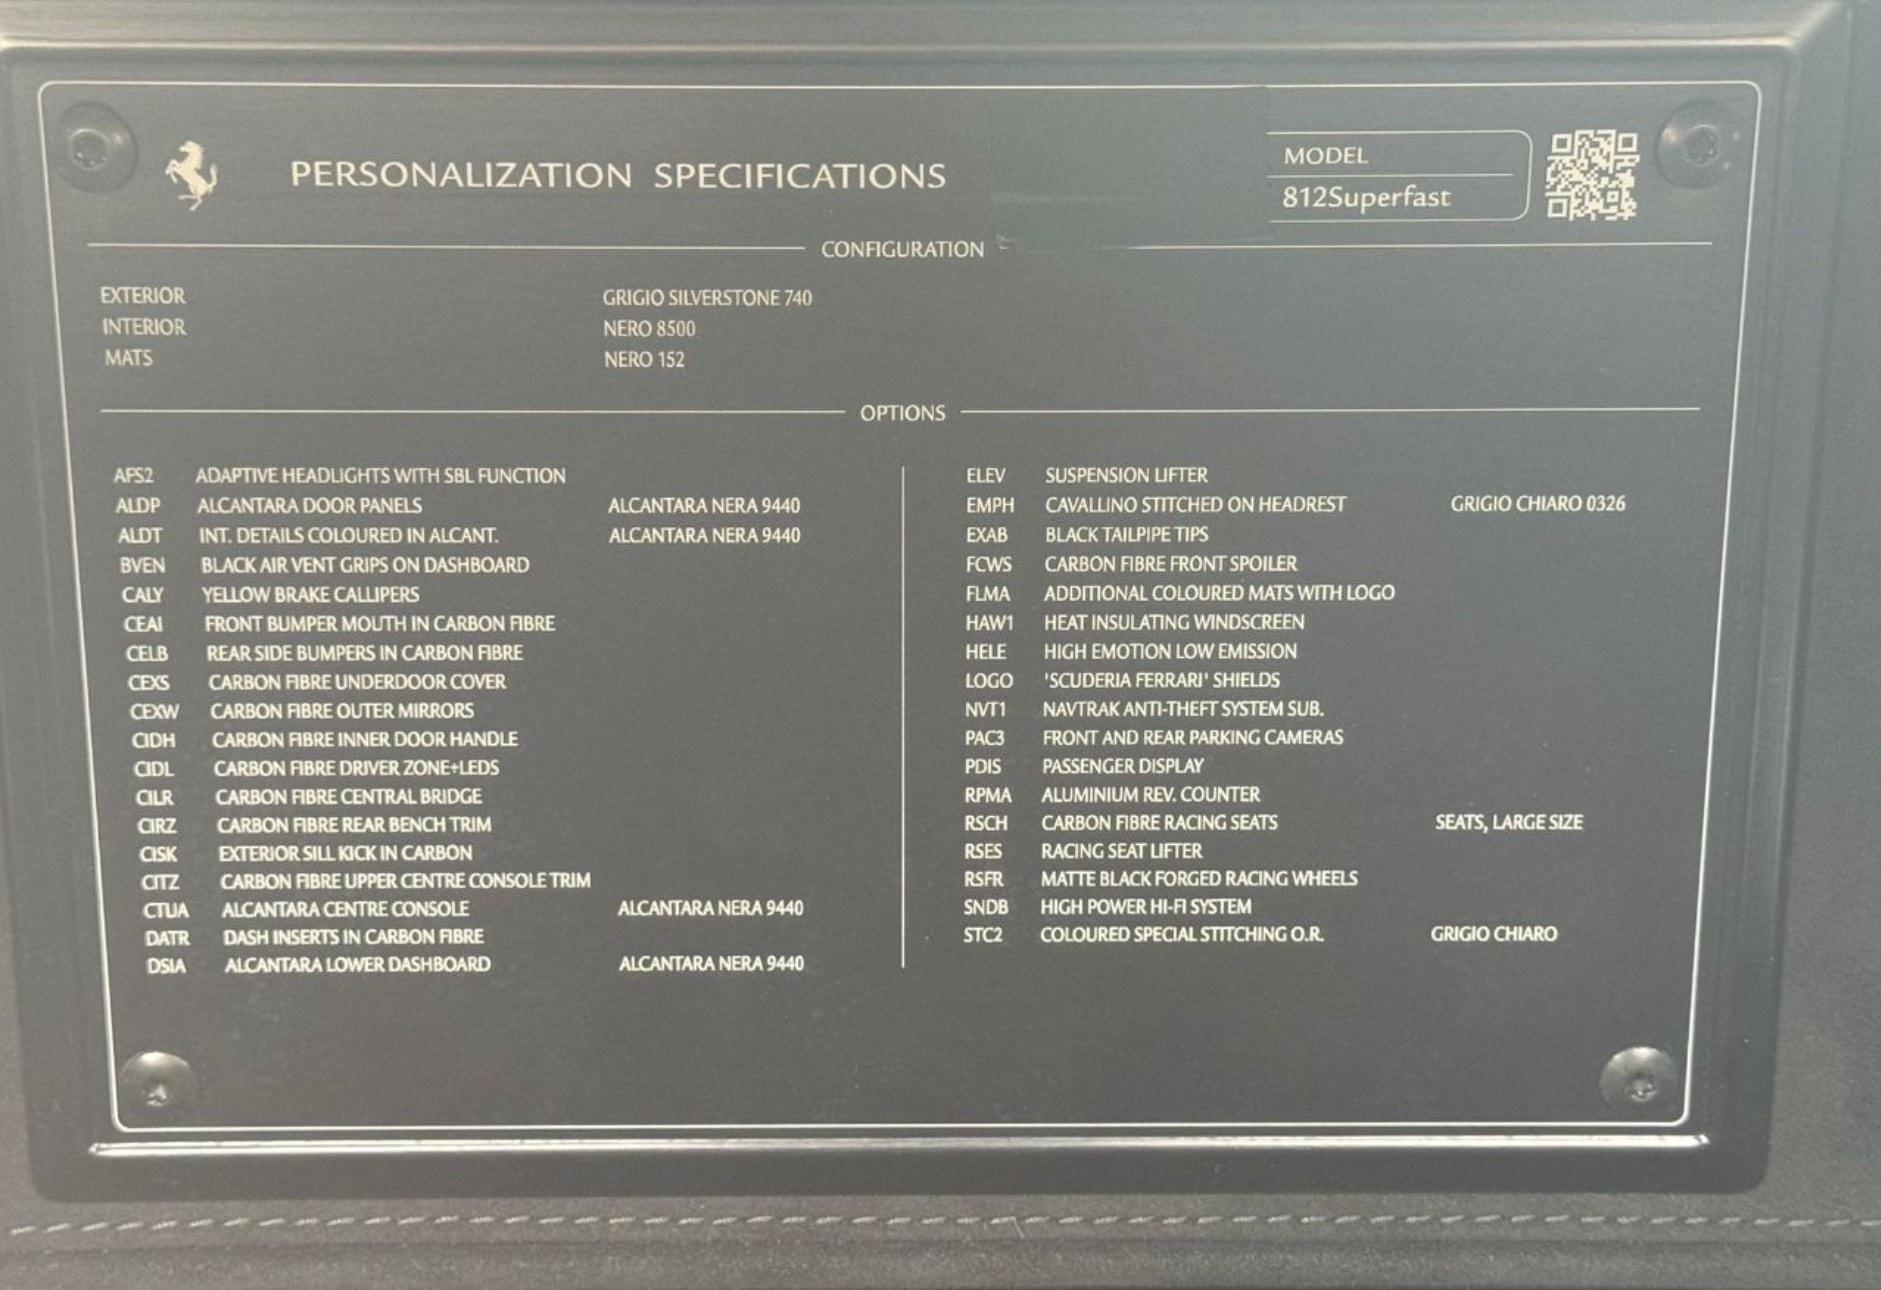 PERSONALIZATION SPECIFICATIONS
MODEL
812Superfast
CONFIGURATION
EXTERIOR GRIGIO SILVERSTONE 740
INTERIOR NERO 8500
MATS NERO 152
OPTIONS
AFS2 ADAPTIVE HEADLIGHTS WITH SBL FUNCTION
ALDP ALCANTARA DOOR PANELS ALCANTARA NERA 9440
ALDT INT. DETAILS COLOURED IN ALCANT. ALCANTARA NERA 9440
BVEN BLACK AIR VENT GRIPS ON DASHBOARD
CALY YELLOW BRAKE CALLIPERS
CEAI FRONT BUMPER MOUTH IN CARBON FIBRE
CELB REAR SIDE BUMPERS IN CARBON FIBRE
CEXS CARBON FIBRE UNDERDOOR COVER
CEXW CARBON FIBRE OUTER MIRRORS
CIDH CARBON FIBRE INNER DOOR HANDLE
CIDL CARBON FIBRE DRIVER ZONE+LEDS
CILR CARBON FIBRE CENTRAL BRIDGE
CIRZ CARBON FIBRE REAR BENCH TRIM
CISK EXTERIOR SILL KICK IN CARBON
CITZ CARBON FIBRE UPPER CENTRE CONSOLE TRIM
CTUA ALCANTARA CENTRE CONSOLE ALCANTARA NERA 9440
DATR DASH INSERTS IN CARBON FIBRE
DSIA ALCANTARA LOWER DASHBOARD ALCANTARA NERA 9440
ELEV SUSPENSION LIFTER
EMPH CAVALLINO STITCHED ON HEADREST GRIGIO CHIARO 0326
EXAB BLACK TAILPIPE TIPS
FCWS CARBON FIBRE FRONT SPOILER
FLMA ADDITIONAL COLOURED MATS WITH LOGO
HAW1 HEAT INSULATING WINDSCREEN
HELE HIGH EMOTION LOW EMISSION
LOGO 'SCUDERIA FERRARI' SHIELDS
NVT1 NAVTRAK ANTI-THEFT SYSTEM SUB.
PAC3 FRONT AND REAR PARKING CAMERAS
PDIS PASSENGER DISPLAY
RPMA ALUMINIUM REV. COUNTER
RSCH CARBON FIBRE RACING SEATS SEATS, LARGE SIZE
RSES RACING SEAT LIFTER
RSFR MATTE BLACK FORGED RACING WHEELS
SNDB HIGH POWER HI-FI SYSTEM
STC2 COLOURED SPECIAL STITCHING O.R. GRIGIO CHIARO